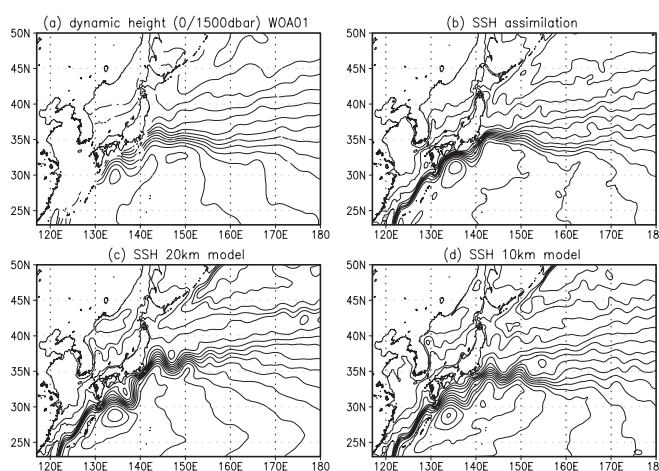 (a) dynamic height (0/1500dbar) WOA01
50N
45N
40N
35N
30N
25N
120E 130E 140E 150E 160E 170E 180
(b) SSH assimilation
50N
45N
40N
35N
30N
25N
120E 130E 140E 150E 160E 170E 180
(c) SSH 20km model
50N
45N
40N
35N
30N
25N
120E 130E 140E 150E 160E 170E 180
(d) SSH 10km model
50N
45N
40N
35N
30N
25N
120E 130E 140E 150E 160E 170E 180